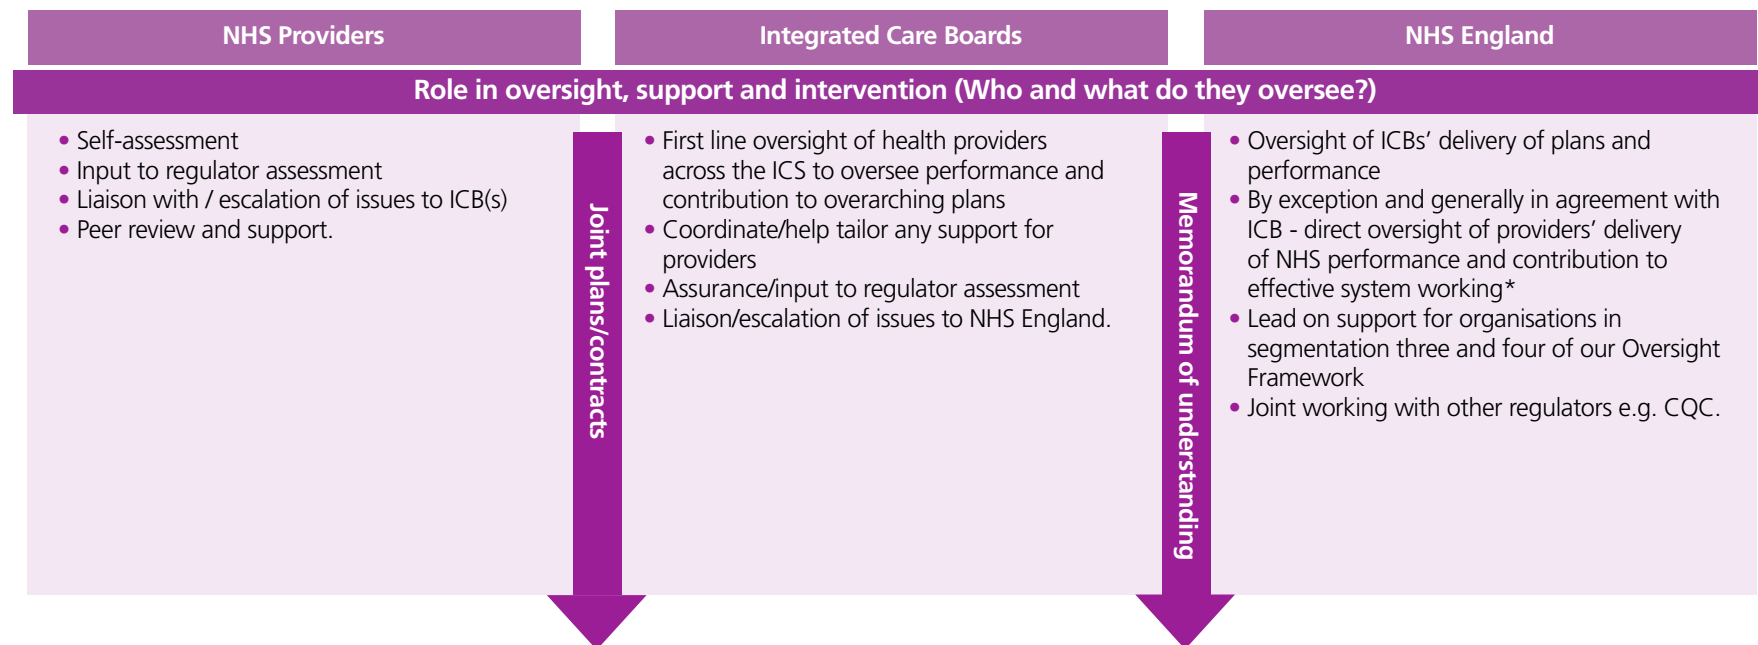 NHS Providers
Integrated Care Boards
NHS England
Role in oversight, support and intervention (Who and what do they oversee?)
• Self-assessment
• Input to regulator assessment
• Liaison with / escalation of issues to ICB(s)
• Peer review and support.
Joint plans/contracts
• First line oversight of health providers
across the ICS to oversee performance and
contribution to overarching plans
• Coordinate/help tailor any support for
providers
• Assurance/input to regulator assessment
• Liaison/escalation of issues to NHS England.
Memorandum of understanding
• Oversight of ICBs’ delivery of plans and
performance
• By exception and generally in agreement with
ICB - direct oversight of providers’ delivery
of NHS performance and contribution to
effective system working*
• Lead on support for organisations in
segmentation three and four of our Oversight
Framework
• Joint working with other regulators e.g. CQC.